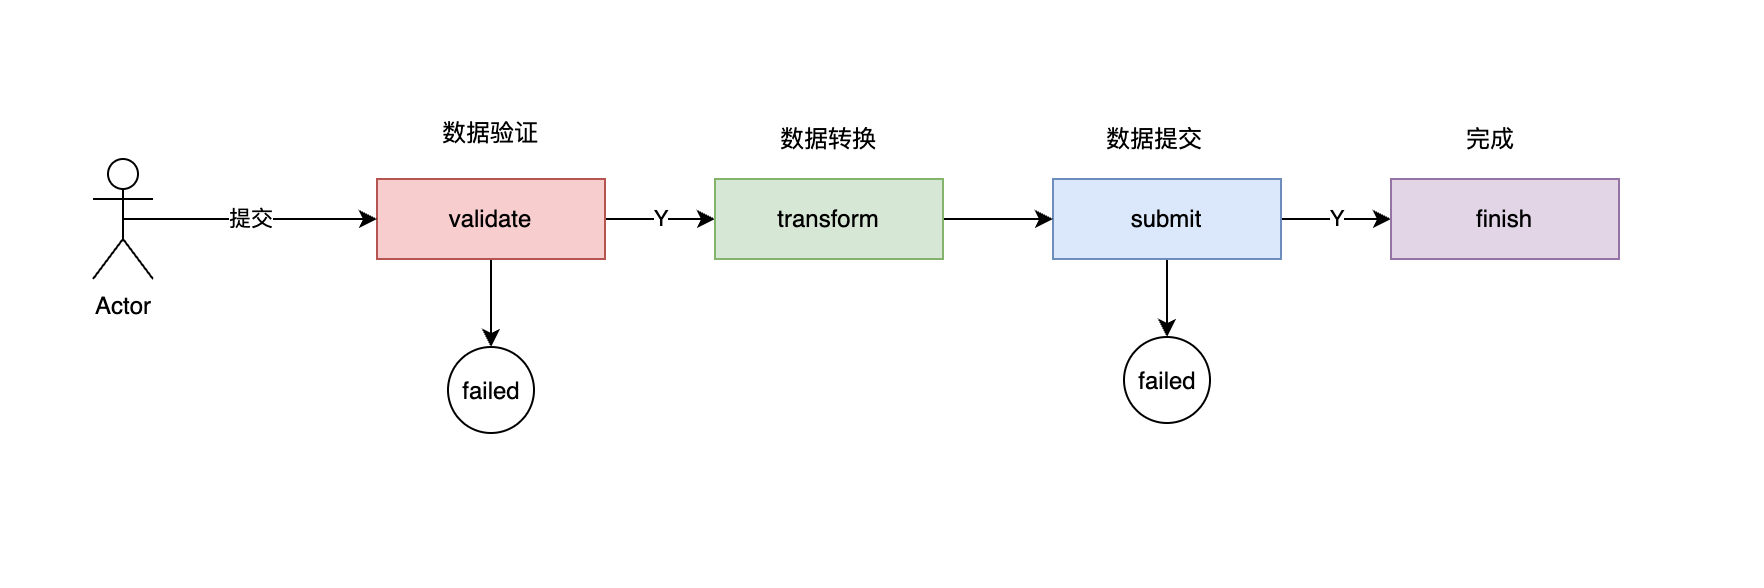 数据验证
数据转换
数据提交
完成
提交
validate
Y
transform
submit
Y
finish
Actor
failed
failed